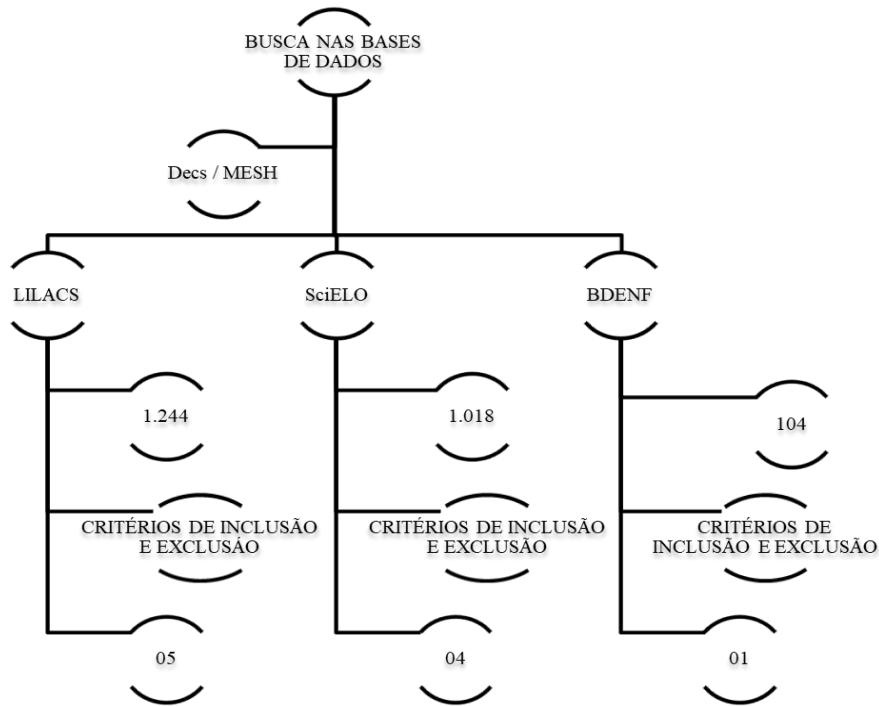 BUSCA NAS BASES
DE DADOS
Decs / MESH
LILACS
SciELO
BDENF
1.244
1.018
104
CRITÉRIOS DE INCLUSÃO
E EXCLUSÁO
CRITÉRIOS DE INCLUSÃO
E EXCLUSÃO
CRITÉRIOS DE
INCLUSÃO E EXCLUSÃO
05
04
01